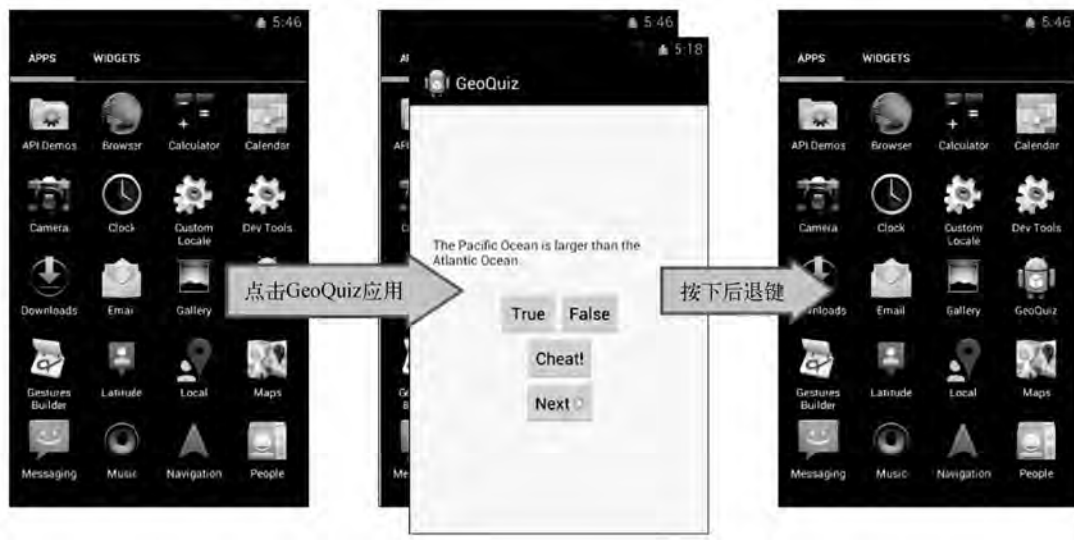 5:46
APPS WIDGETS
API Demos Browser Calculator Calendar
Camera Clock Custom Locale Dev Tools
Downloads Email Gallery
Gestures Builder Latitude Local Maps
Messaging Music Navigation People
点击GeoQuiz应用
5:46
5:18
GeoQuiz
The Pacific Ocean is larger than the
Atlantic Ocean.
True False
Cheat!
Next
按下后退键
5:46
APPS WIDGETS
API Demos Browser Calculator Calendar
Camera Clock Custom Locale Dev Tools
nloads Email Gallery GeoQuiz
Gestures Builder Latitude Local Maps
Messaging Music Navigation People